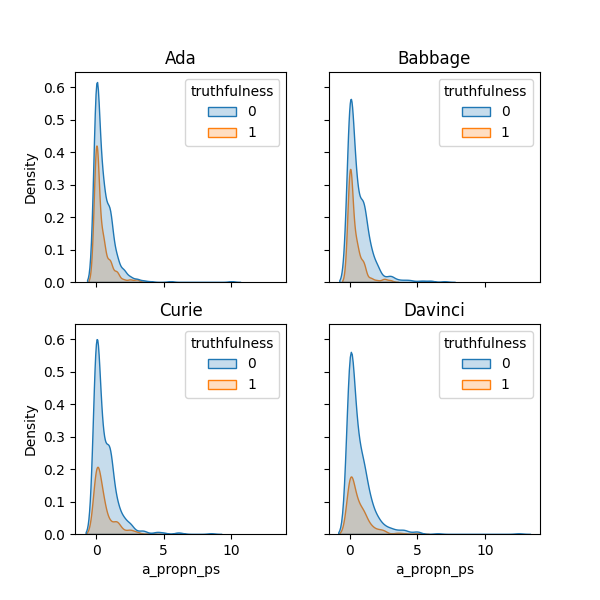 Ada
Babbage
truthfulness
0
1
truthfulness
0
1
Density
0.6
0.5
0.4
0.3
0.2
0.1
0.0
Curie
Davinci
truthfulness
0
1
truthfulness
0
1
Density
0.6
0.5
0.4
0.3
0.2
0.1
0.0
0 5 10
0 5 10
a_propn_ps
a_propn_ps